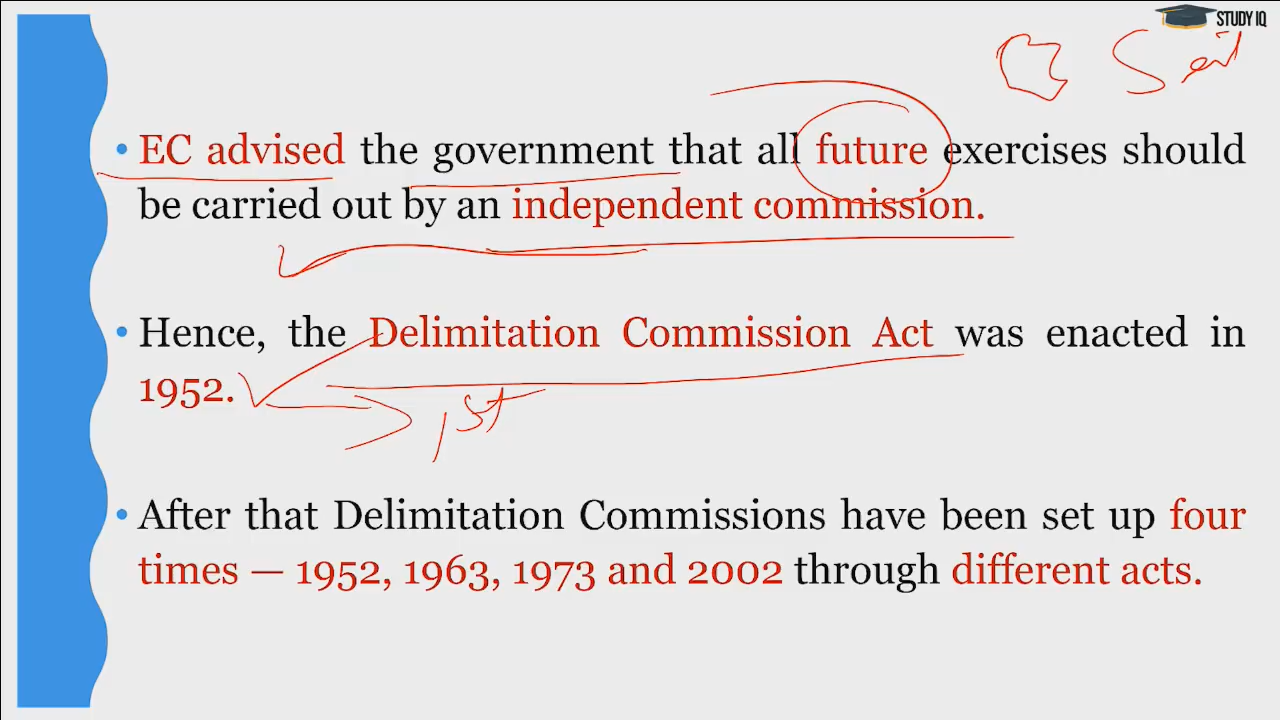 STUDY IQ
• EC advised the government that all future exercises should
be carried out by an independent commission.
• Hence, the Delimitation Commission Act was enacted in
1952.
1st
• After that Delimitation Commissions have been set up four
times — 1952, 1963, 1973 and 2002 through different acts.